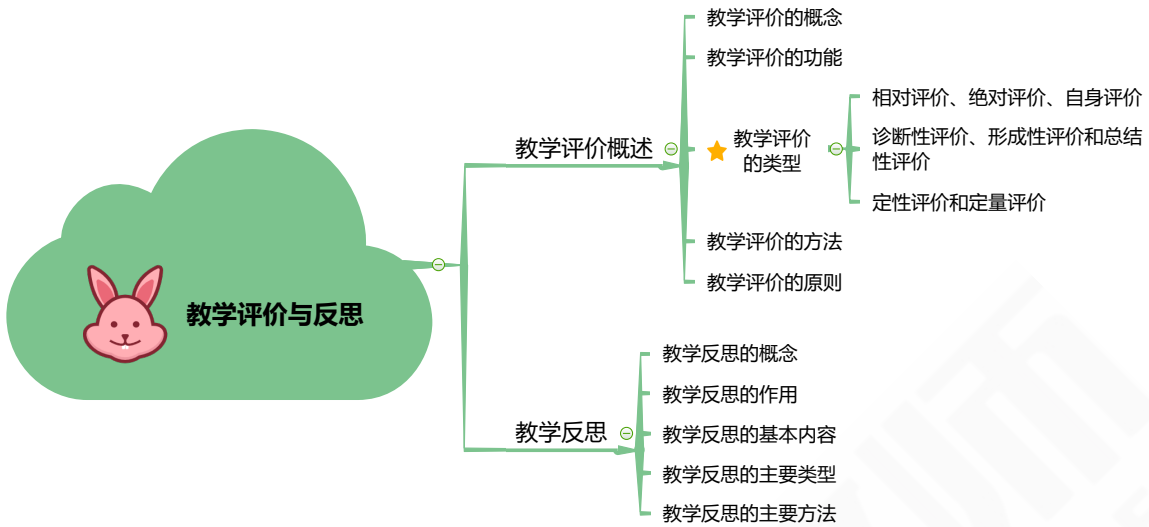 教学评价与反思
教学评价概述
教学评价的概念
教学评价的功能
教学评价
的类型
相对评价、绝对评价、自身评价
诊断性评价、形成性评价和总结
性评价
定性评价和定量评价
教学评价的方法
教学评价的原则
教学反思
教学反思的概念
教学反思的作用
教学反思的基本内容
教学反思的主要类型
教学反思的主要方法